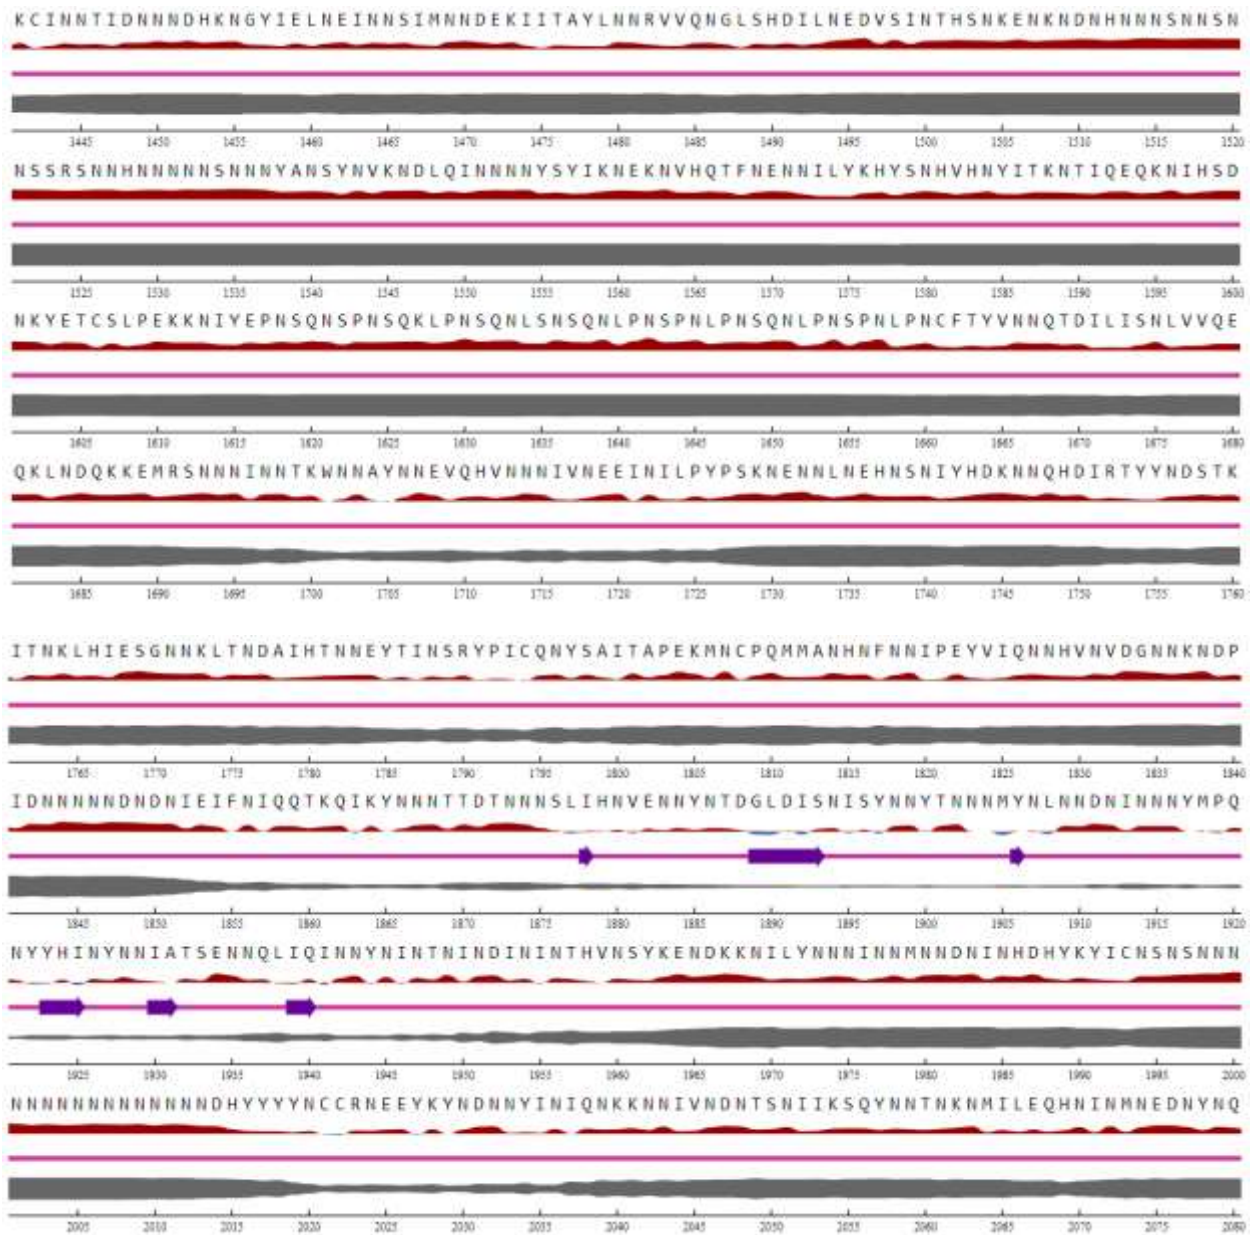 KCINNTIDNNNDHKNGYIELNEINNSIMNNDEKIITAYLNNRVVQNGLSHDILNEDVSINTHSNKENKNDNHNNNSNNSN
1445 1450 1455 1460 1465 1470 1475 1480 1485 1490 1495 1500 1505 1510 1515 1520
NSSRSNNHNNNNNSNNNYANSYNVKNDLQINNNNYSYIKNEKNVHQTFNENNILYKHYSNHVHNYITKNTIQEQKNIHSD
1525 1530 1535 1540 1545 1550 1555 1560 1565 1570 1575 1580 1585 1590 1595 1600
NKYETCSLPEKKNIYEPNSQNSPNSQKLPNSQNLSNSQNLPNSPNLPNSQNLPNSPNLPNCFTYVNNQTDILISNLVVQE
1605 1610 1615 1620 1625 1630 1635 1640 1645 1650 1655 1660 1665 1670 1675 1680
QKLNDQKKEMRSNNNINNTKWNNAYNNEVQHVNNNIVNEEINILPYPSKNENNLNEHNSNIYHDKNNQHDIRTYYNDSTK
1685 1690 1695 1700 1705 1710 1715 1720 1725 1730 1735 1740 1745 1750 1755 1760
ITNKLHIESGNNKLTNDAIHTNNEYTINSRYPICQNYSAITAPEKMNCPQMMANHNFNNIPEYVIQNNHVNVDGNNKNDP
1765 1770 1775 1780 1785 1790 1795 1800 1805 1810 1815 1820 1825 1830 1835 1840
IDNNNNNDNDNIEIFNIQQTKQIKYNNNTTDTNNNSLIHNVENNYNTDGLDISNISYNNYTNNNMYNLNNDNINNNYMPQ
1845 1850 1855 1860 1865 1870 1875 1880 1885 1890 1895 1900 1905 1910 1915 1920
NYYHINYNNIATSENNQLIQINNYNINTNINDININTHVNSYKENDKKNILYNNNINNMNNDNINHDHYKYICNSNSNNN
1925 1930 1935 1940 1945 1950 1955 1960 1965 1970 1975 1980 1985 1990 1995 2000
NNNNNNNNNNNNNDHYYYYNCCRNEEYKYNDNNYINIQNKKNNIVNDNTSNIIKSQYNNTNKNMILEQHNINMNEDNYNQ
2005 2010 2015 2020 2025 2030 2035 2040 2045 2050 2055 2060 2065 2070 2075 2080